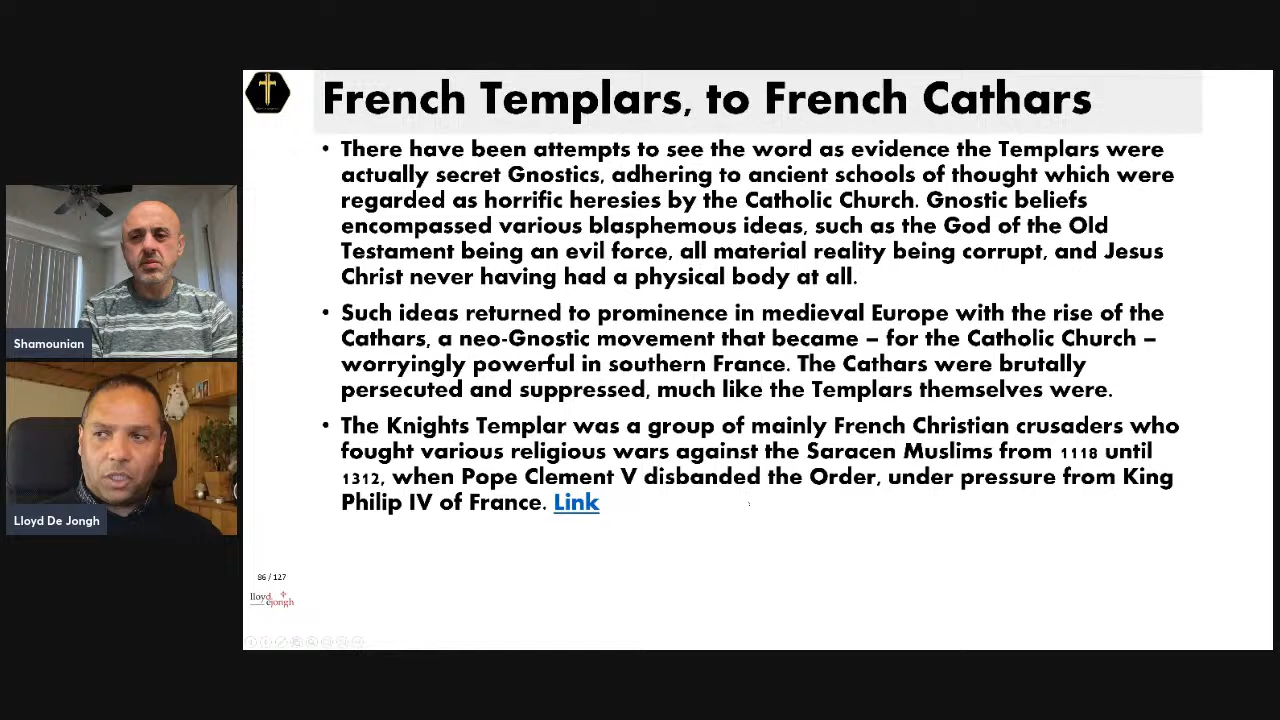 French Templars, to French Cathars
• There have been attempts to see the word as evidence the Templars were
actually secret Gnostics, adhering to ancient schools of thought which were
regarded as horrific heresies by the Catholic Church. Gnostic beliefs
encompassed various blasphemous ideas, such as the God of the Old
Testament being an evil force, all material reality being corrupt, and Jesus
Christ never having had a physical body at all.
• Such ideas returned to prominence in medieval Europe with the rise of the
Cathars, a neo-Gnostic movement that became – for the Catholic Church –
worryingly powerful in southern France. The Cathars were brutally
persecuted and suppressed, much like the Templars themselves were.
• The Knights Templar was a group of mainly French Christian crusaders who
fought various religious wars against the Saracen Muslims from 1118 until
1312, when Pope Clement V disbanded the Order, under pressure from King
Philip IV of France. Link
Shamounian
Lloyd De Jongh
86 / 127
lloyd
dejongh